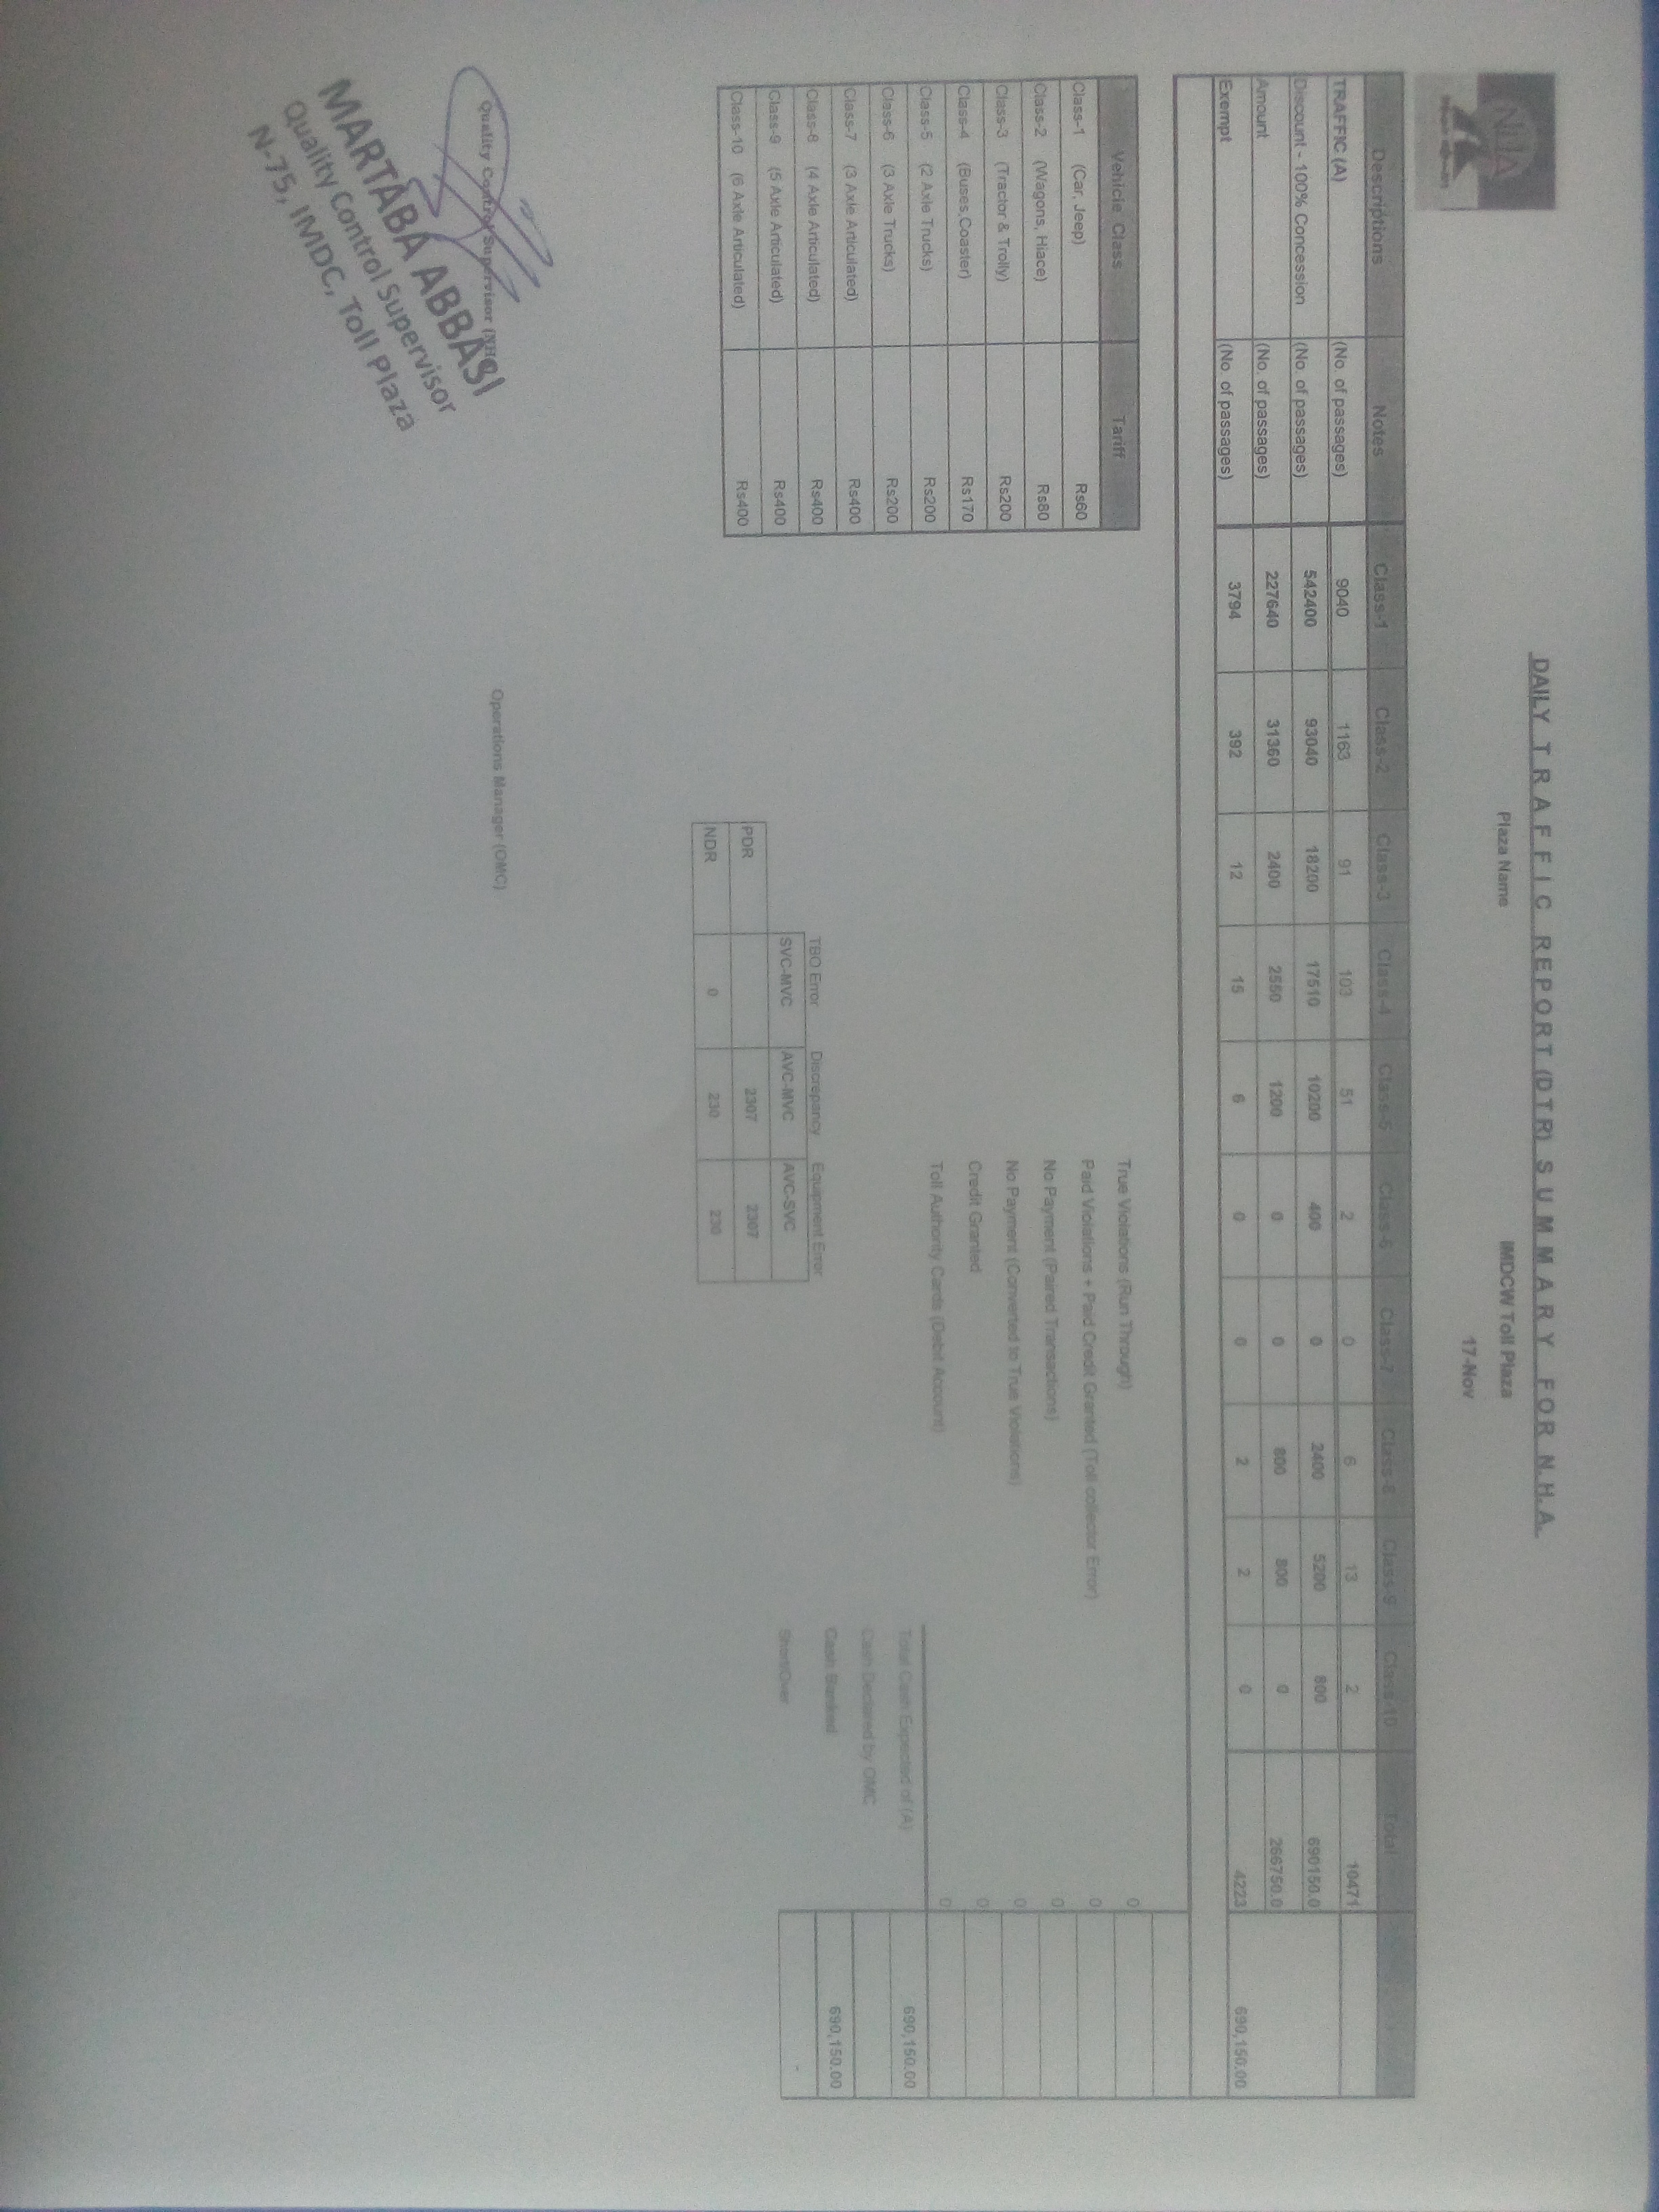 NHA
DAILY TRAFFIC REPORT (DTR) SUMMARY FOR N.H.A.
Plaza Name IMDCW Toll Plaza
17-Nov
Descriptions Notes Class-1 Class-2 Class-3 Class-4 Class-5 Class-6 Class-7 Class-8 Class-9 Class-10 Total
TRAFFIC (A) (No. of passages) 9040 1163 91 103 51 2 0 6 13 2 10471
Discount - 100% Concession (No. of passages) 542400 93040 18200 17510 10200 400 0 2400 5200 800 690150.0
Amount (No. of passages) 227640 31360 2400 2550 1200 0 0 800 800 0 266750.0
Exempt (No. of passages) 3794 392 12 15 6 0 0 2 2 0 4223 690,150.00
Vehicle Class Tariff
Class-1 (Car, Jeep) Rs60
Class-2 (Wagons, Hiace) Rs80
Class-3 (Tractor & Trolly) Rs200
Class-4 (Buses,Coaster) Rs170
Class-5 (2 Axle Trucks) Rs200
Class-6 (3 Axle Trucks) Rs200
Class-7 (3 Axle Articulated) Rs400
Class-8 (4 Axle Articulated) Rs400
Class-9 (5 Axle Articulated) Rs400
Class-10 (6 Axle Articulated) Rs400
True Violations (Run Through) 0
Paid Violations + Paid Credit Granted (Toll collector Error) 0
No Payment (Paired Transactions) 0
No Payment (Converted to True Violations) 0
Credit Granted 0
Toll Authority Cards (Debit Account) 0
Total Cash Expected of (A) 690,150.00
Cash Declared by OMC
Cash Banked 690,150.00
Short/Over -
TBO Error Discrepancy Equipment Error
SVC-MVC AVC-MVC AVC-SVC
PDR 2307 2307
NDR 0 230 230
Quality Control Supervisor (NHA
Operations Manager (OMC)
MARTABA ABBASI
Quality Control Supervisor
N-75, IMDC, Toll Plaza